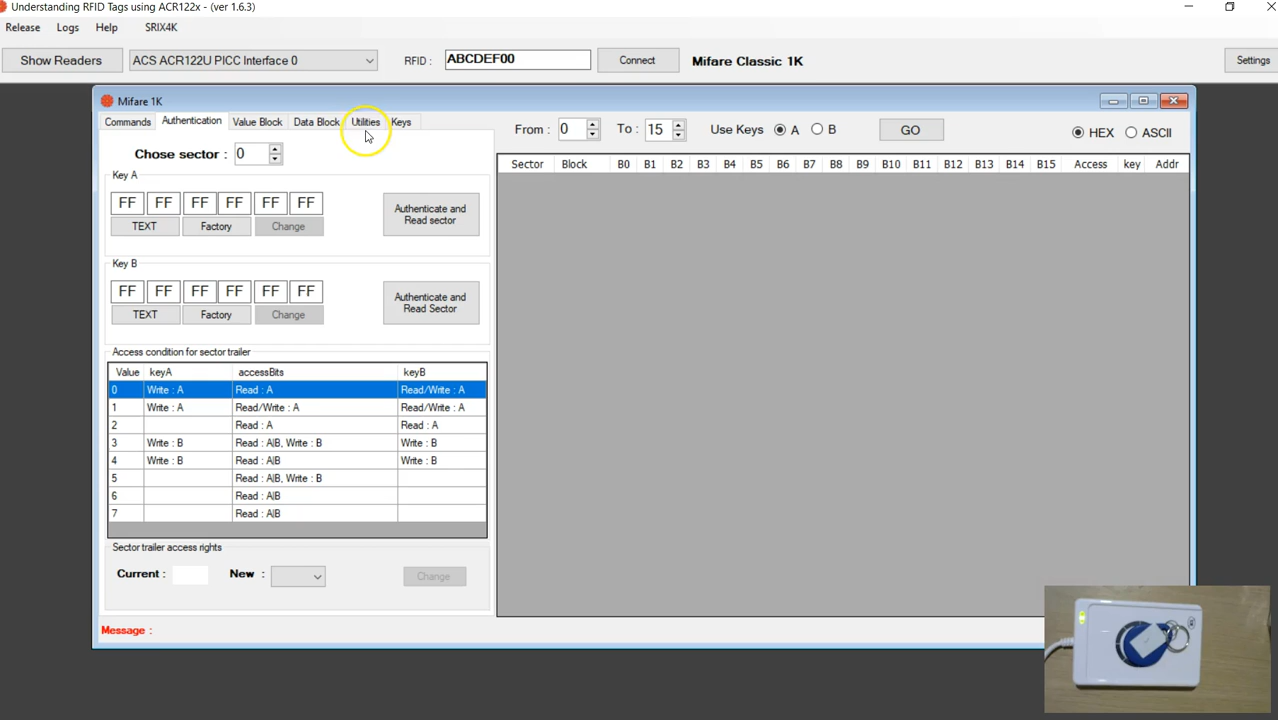 Understanding RFID Tags using ACR122x - (ver 1.6.3)
Release Logs Help SRIX4K
Show Readers ACS ACR122U PICC Interface 0 RFID : ABCDEF00 Connect Mifare Classic 1K Settings
Mifare 1K
Commands Authentication Value Block Data Block Utilities Keys
From : 0 To : 15 Use Keys A B GO HEX ASCII
Chose sector : 0
Sector Block B0 B1 B2 B3 B4 B5 B6 B7 B8 B9 B10 B11 B12 B13 B14 B15 Access key Addr
Key A
FF FF FF FF FF FF
TEXT Factory Change
Authenticate and
Read sector
Key B
FF FF FF FF FF FF
TEXT Factory Change
Authenticate and
Read Sector
Access condition for sector trailer
Value keyA accessBits keyB
0 Write : A Read : A Read/Write : A
1 Write : A Read/Write : A Read/Write : A
2 Read : A Read : A
3 Write : B Read : A|B, Write : B Write : B
4 Write : B Read : A|B Write : B
5 Read : A|B, Write : B
6 Read : A|B
7 Read : A|B
Sector trailer access rights
Current : New : Change
Message :